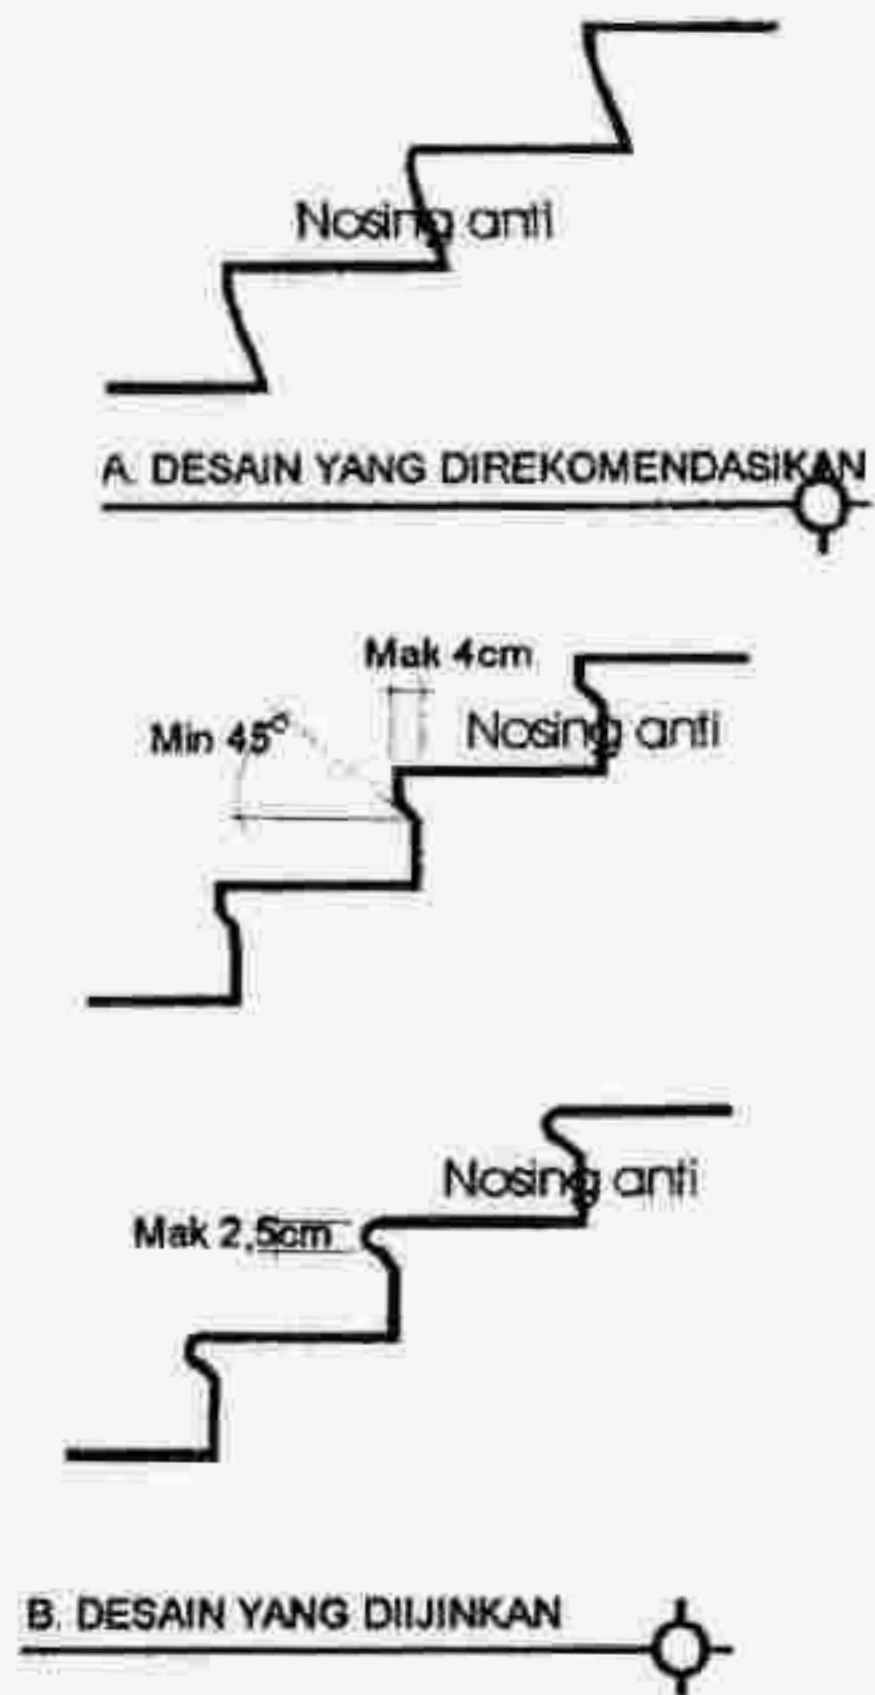 Nosing anti
A. DESAIN YANG DIREKOMENDASIKAN
Mak 4cm
Min 45°
Nosing anti
Nosing anti
Mak 2,5cm
B. DESAIN YANG DIIJINKAN